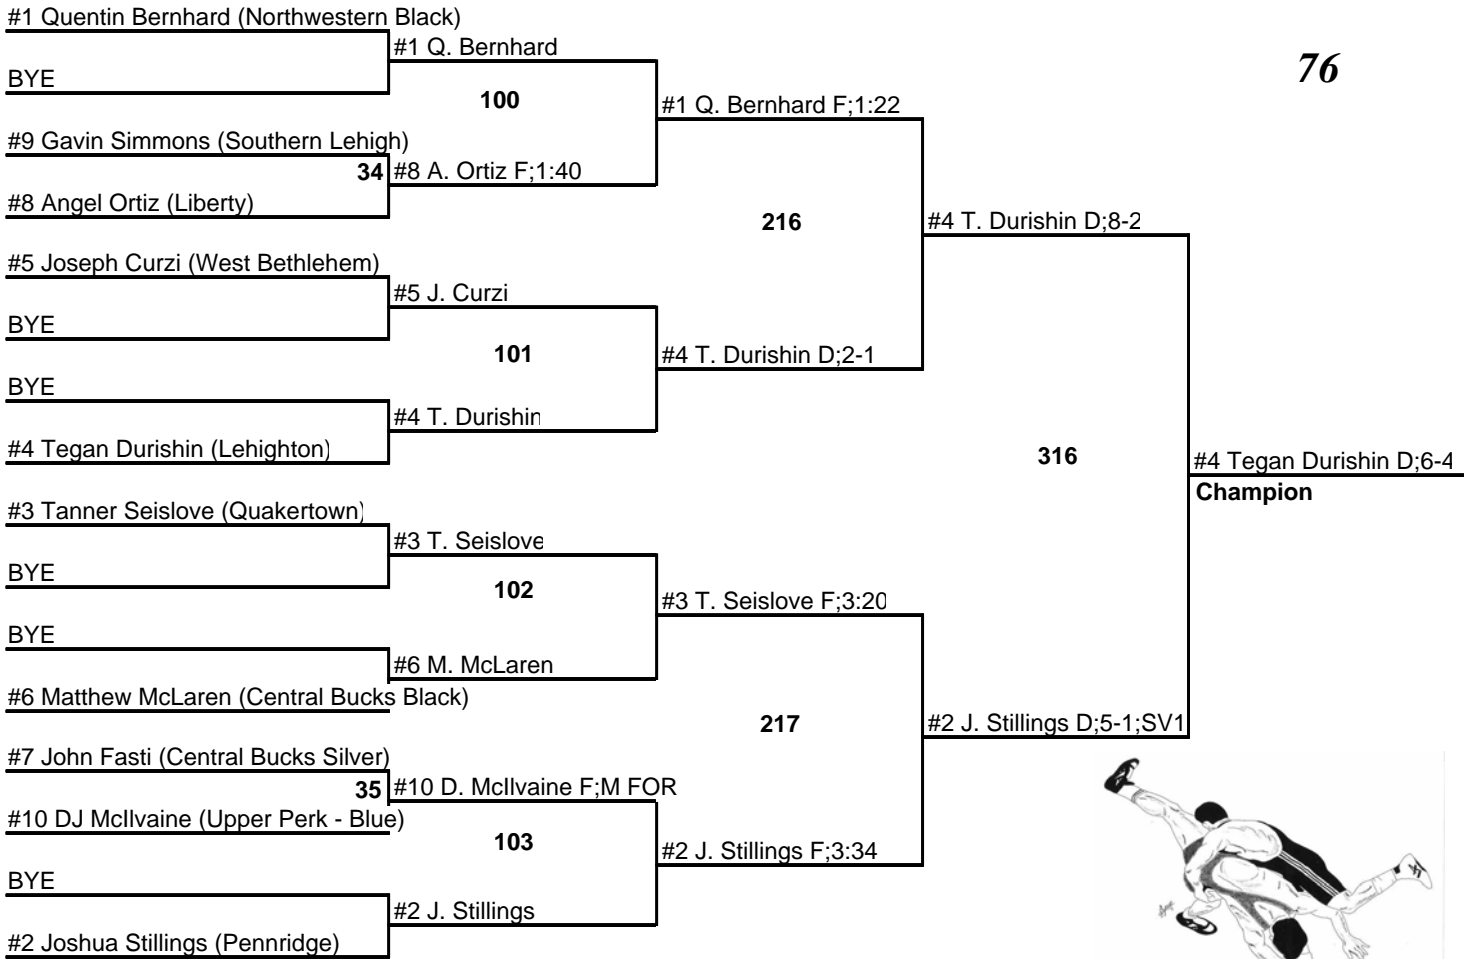 #1 Quentin Bernhard (Northwestern Black)
#1 Q. Bernhard
76
BYE
100
#1 Q. Bernhard F;1:22
#9 Gavin Simmons (Southern Lehigh)
34 #8 A. Ortiz F;1:40
#8 Angel Ortiz (Liberty)
216
#4 T. Durishin D;8-2
#5 Joseph Curzi (West Bethlehem)
#5 J. Curzi
BYE
101
#4 T. Durishin D;2-1
BYE
#4 T. Durishin
#4 Tegan Durishin (Lehighton)
316
#4 Tegan Durishin D;6-4
Champion
#3 Tanner Seislove (Quakertown)
#3 T. Seislove
BYE
102
#3 T. Seislove F;3:20
BYE
#6 M. McLaren
#6 Matthew McLaren (Central Bucks Black)
217
#2 J. Stillings D;5-1;SV1
#7 John Fasti (Central Bucks Silver)
35 #10 D. McIlvaine F;M FOR
#10 DJ McIlvaine (Upper Perk - Blue)
103
#2 J. Stillings F;3:34
BYE
#2 J. Stillings
#2 Joshua Stillings (Pennridge)